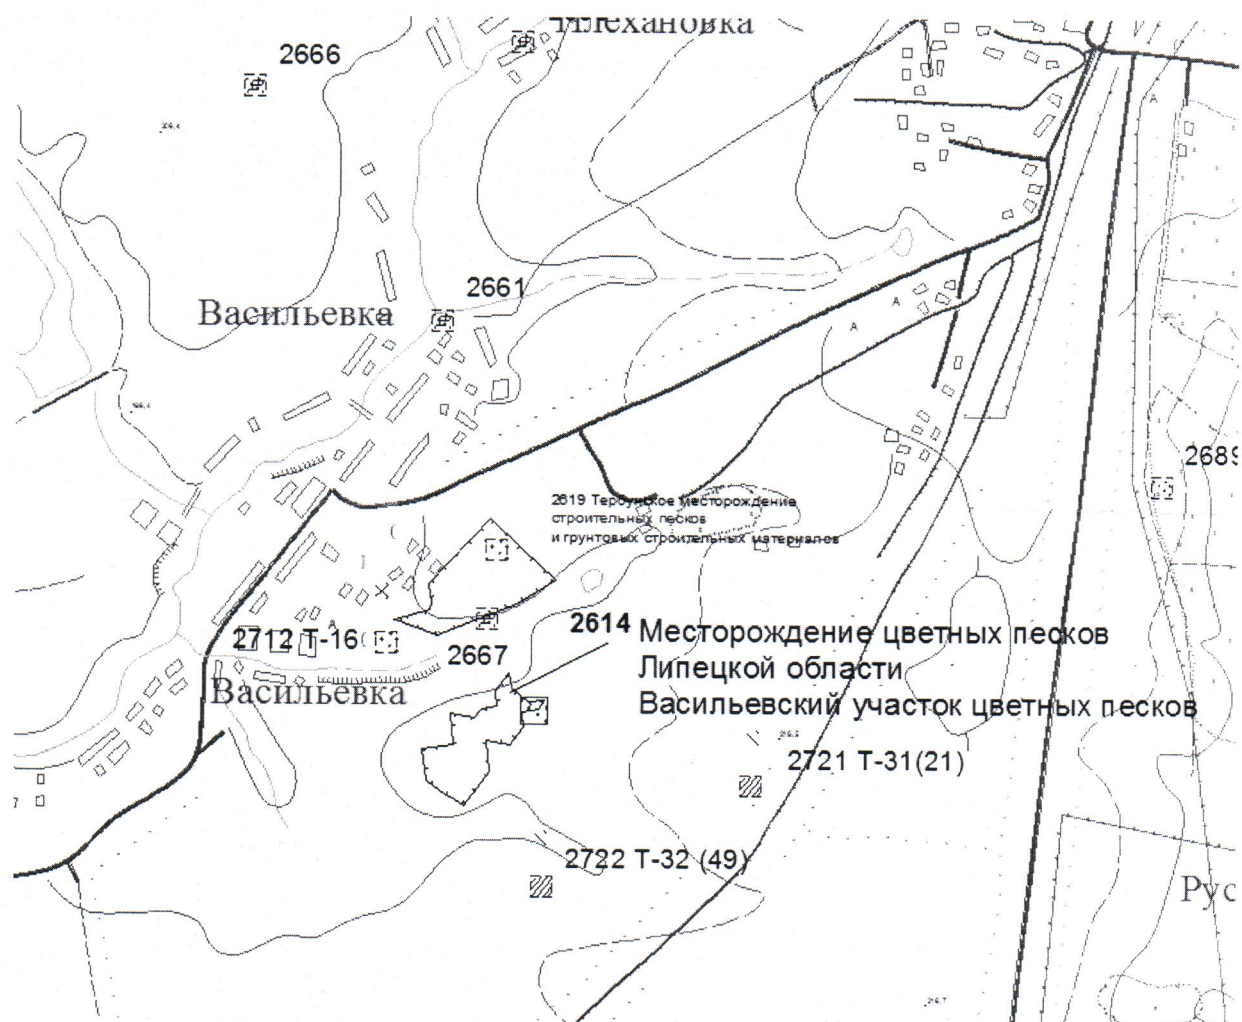 Плехановка
2666
2661
Васильевка
2689
2619 Тербунское месторождение
строительных песков
и грунтовых строительных материалов
2712 Т-16(
2667
Васильевка
2614 Месторождение цветных песков
Липецкой области
Васильевский участок цветных песков
2721 Т-31(21)
2722 Т-32 (49)
Рус
А
А
А
А